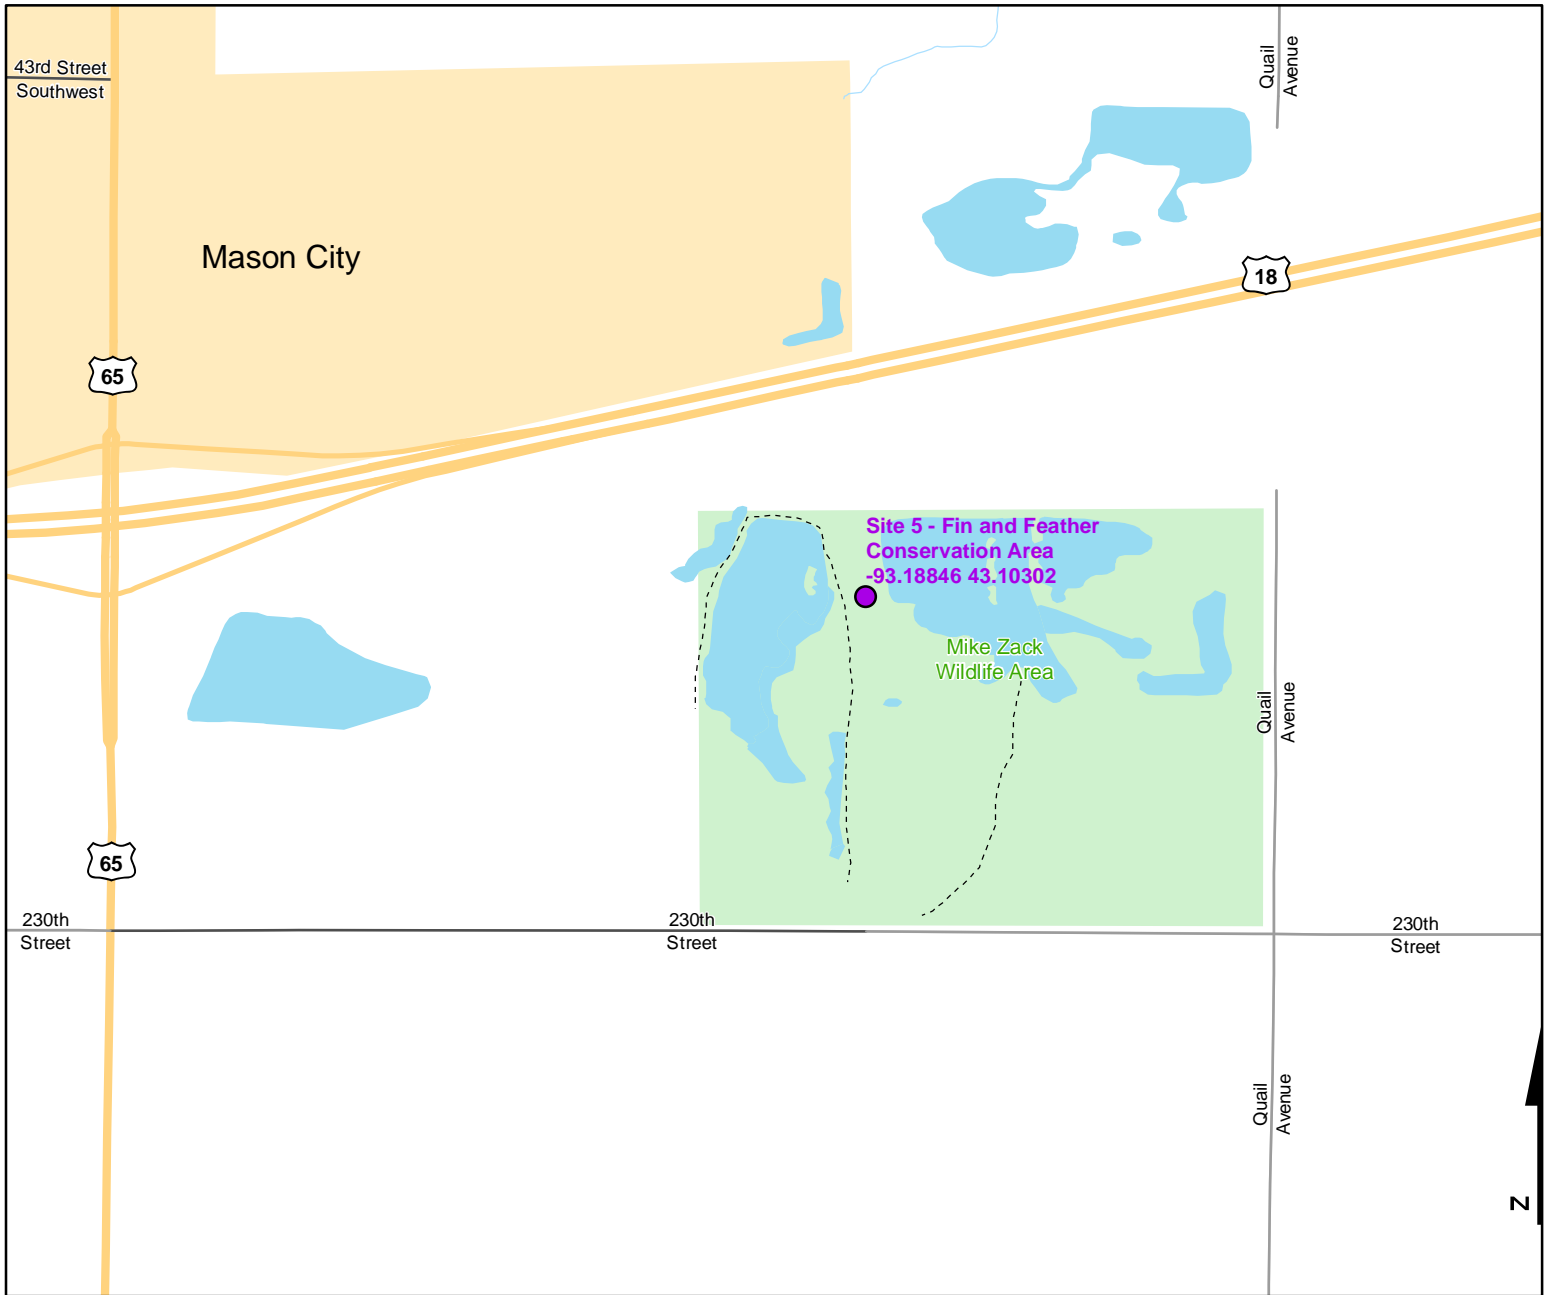 43rd Street
Southwest
Quail
Avenue
Mason City
18
65
Site 5 - Fin and Feather
Conservation Area
-93.18846 43.10302
Mike Zack
Wildlife Area
Quail
Avenue
65
230th
Street
230th
Street
230th
Street
Quail
Avenue
N